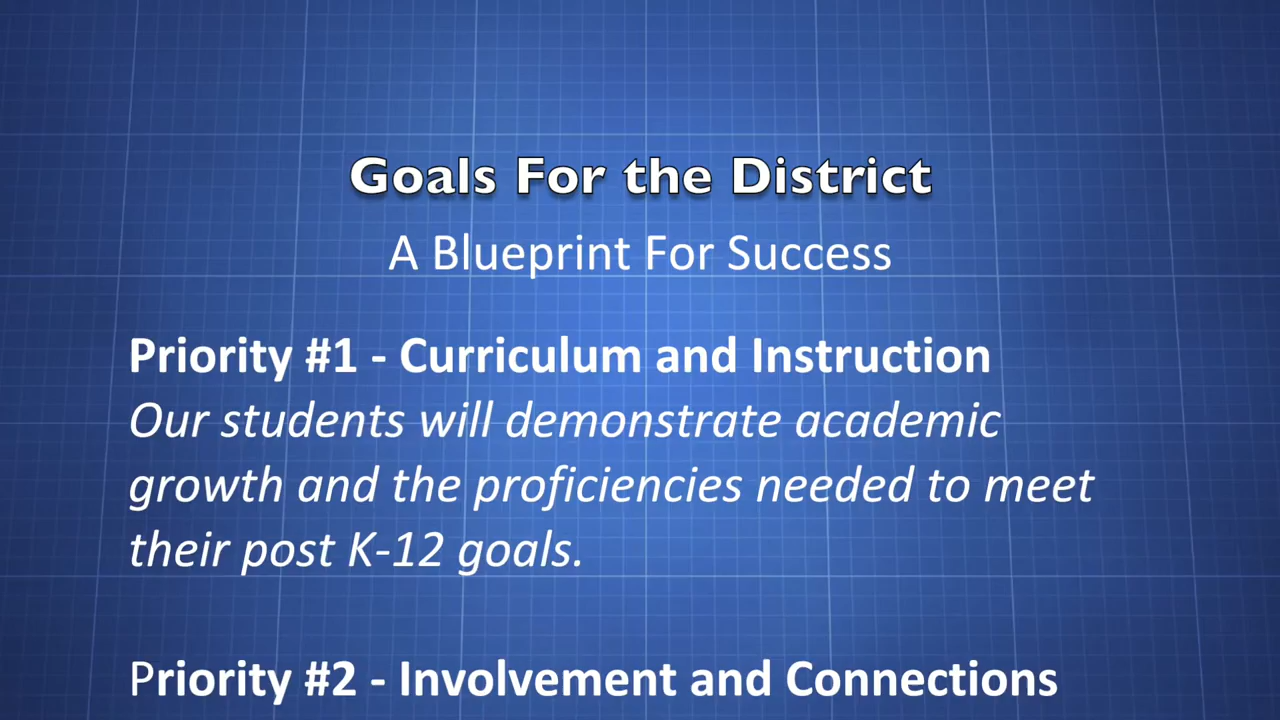 Goals For the District
A Blueprint For Success
Priority #1 - Curriculum and Instruction
Our students will demonstrate academic
growth and the proficiencies needed to meet
their post K-12 goals.
Priority #2 - Involvement and Connections